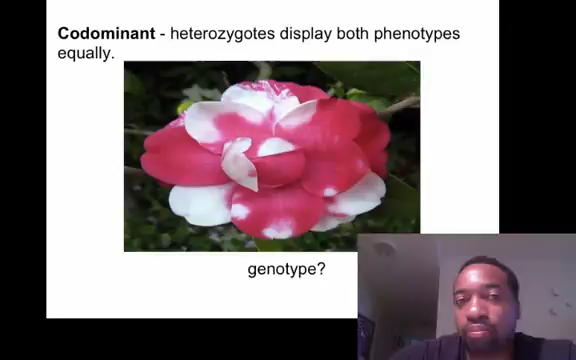 Codominant - heterozygotes display both phenotypes
equally.
genotype?